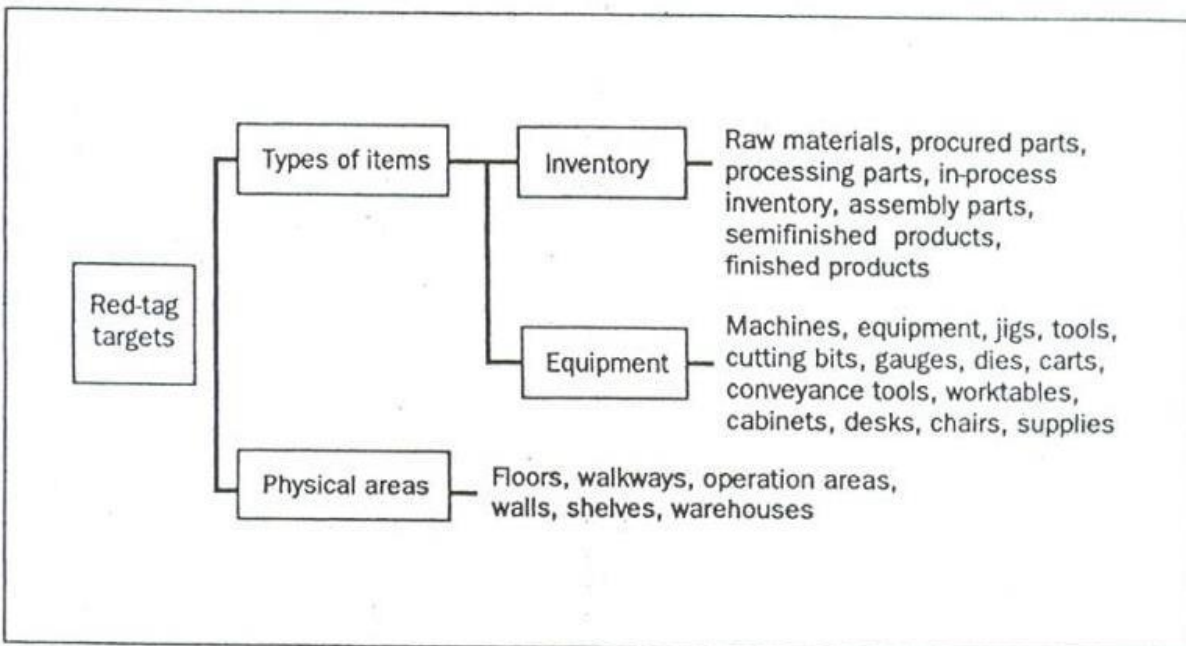 Red-tag
targets
Types of items
Inventory
Raw materials, procured parts,
processing parts, in-process
inventory, assembly parts,
semifinished products,
finished products
Equipment
Machines, equipment, jigs, tools,
cutting bits, gauges, dies, carts,
conveyance tools, worktables,
cabinets, desks, chairs, supplies
Physical areas
Floors, walkways, operation areas,
walls, shelves, warehouses